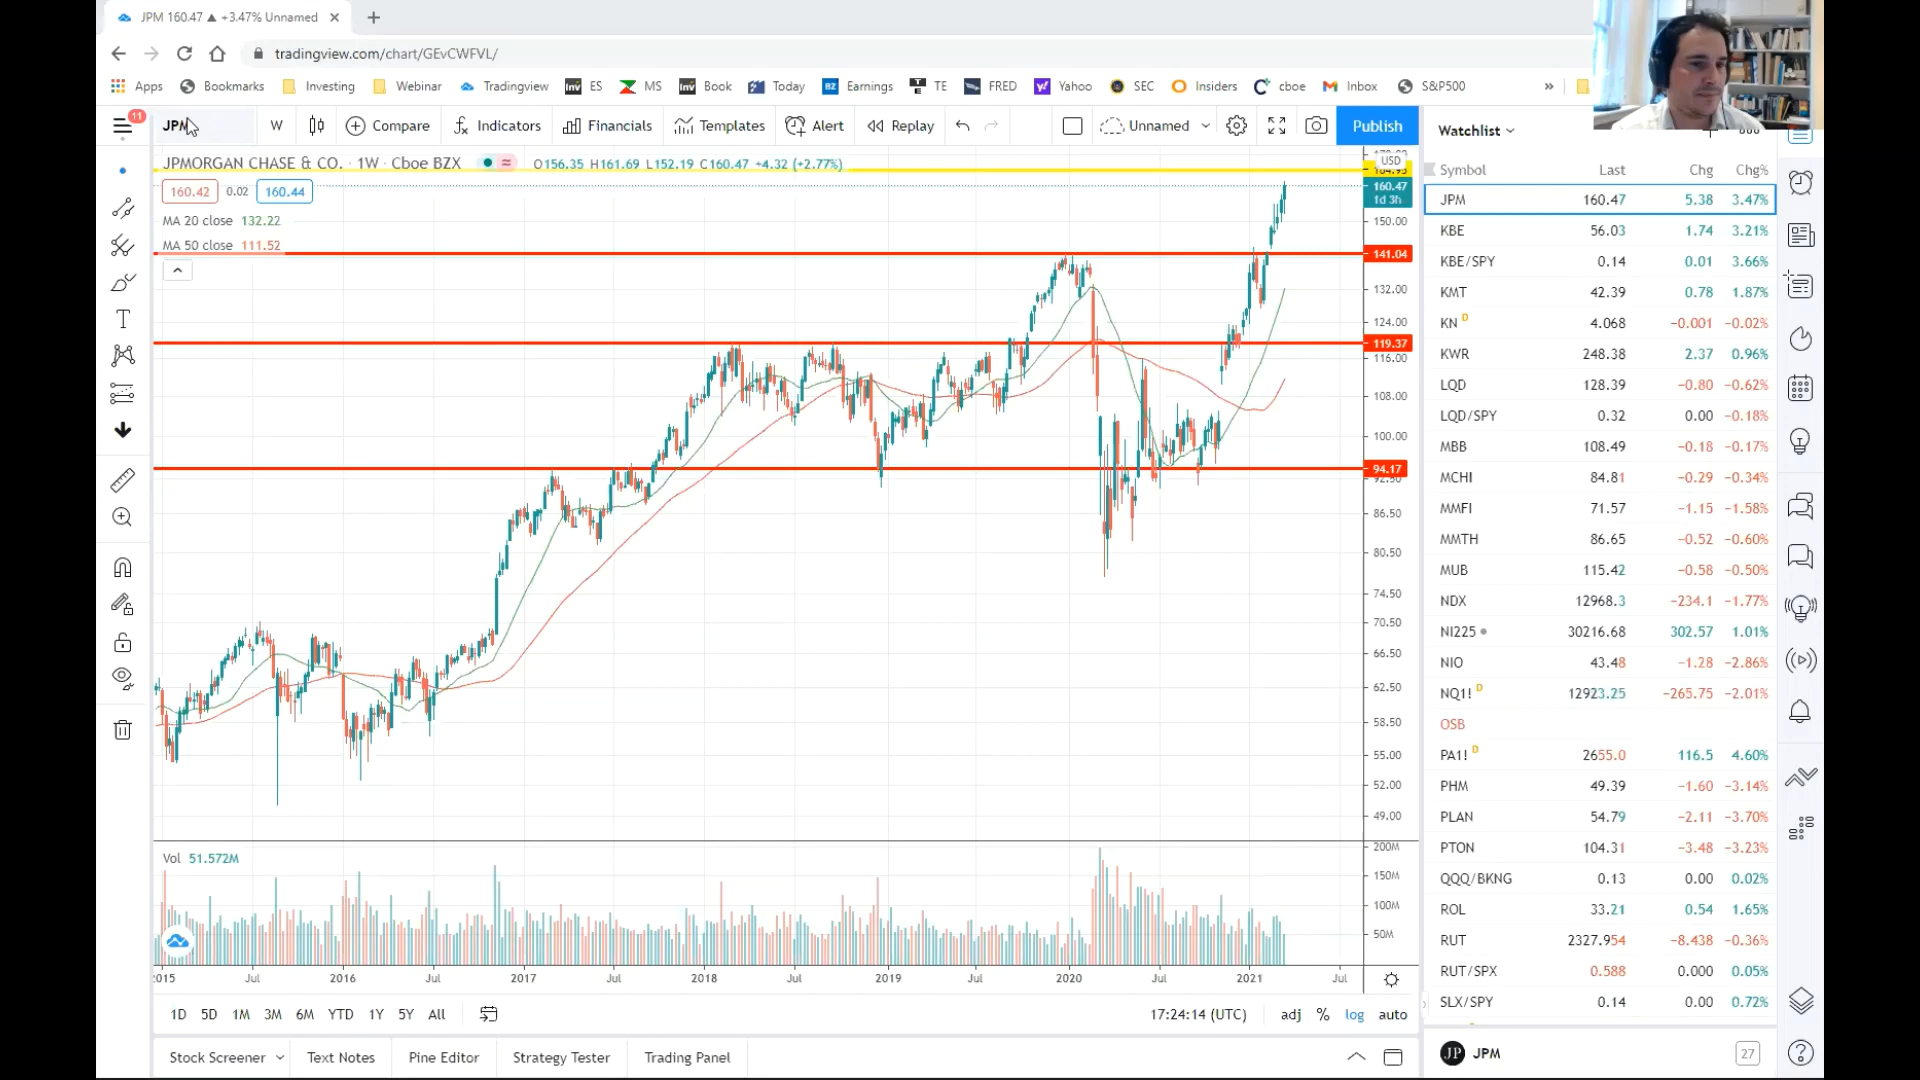 JPM 160.47 ▲ +3.47% Unnamed
tradingview.com/chart/GEvCWFVL/
Apps Bookmarks Investing Webinar Tradingview ES MS Book Today Earnings TE FRED Yahoo SEC Insiders cboe Inbox S&P500 »
11
JPM W Compare Indicators Financials Templates Alert Replay Unnamed Publish
JPMORGAN CHASE & CO. · 1W · Cboe BZX O156.35 H161.69 L152.19 C160.47 +4.32 (+2.77%)
160.42 0.02 160.44
MA 20 close 132.22
MA 50 close 111.52
USD
164.95
160.47
1d 3h
150.00
141.04
132.00
124.00
119.37
116.00
108.00
100.00
94.17
92.50
86.50
80.50
74.50
70.50
66.50
62.50
58.50
55.00
52.00
49.00
Vol 51.572M
200M
150M
100M
50M
2015 Jul 2016 Jul 2017 Jul 2018 Jul 2019 Jul 2020 Jul 2021 Jul
1D 5D 1M 3M 6M YTD 1Y 5Y All 17:24:14 (UTC) adj % log auto
Stock Screener Text Notes Pine Editor Strategy Tester Trading Panel
Watchlist
Symbol Last Chg Chg%
JPM 160.47 5.38 3.47%
KBE 56.03 1.74 3.21%
KBE/SPY 0.14 0.01 3.66%
KMT 42.39 0.78 1.87%
KN D 4.068 −0.001 −0.02%
KWR 248.38 2.37 0.96%
LQD 128.39 −0.80 −0.62%
LQD/SPY 0.32 0.00 −0.18%
MBB 108.49 −0.18 −0.17%
MCHI 84.81 −0.29 −0.34%
MMFI 71.57 −1.15 −1.58%
MMTH 86.65 −0.52 −0.60%
MUB 115.42 −0.58 −0.50%
NDX 12968.3 −234.1 −1.77%
NI225 30216.68 302.57 1.01%
NIO 43.48 −1.28 −2.86%
NQ1! D 12923.25 −265.75 −2.01%
OSB
PA1! D 2655.0 116.5 4.60%
PHM 49.39 −1.60 −3.14%
PLAN 54.79 −2.11 −3.70%
PTON 104.31 −3.48 −3.23%
QQQ/BKNG 0.13 0.00 0.02%
ROL 33.21 0.54 1.65%
RUT 2327.954 −8.438 −0.36%
RUT/SPX 0.588 0.000 0.05%
SLX/SPY 0.14 0.00 0.72%
JP JPM 27